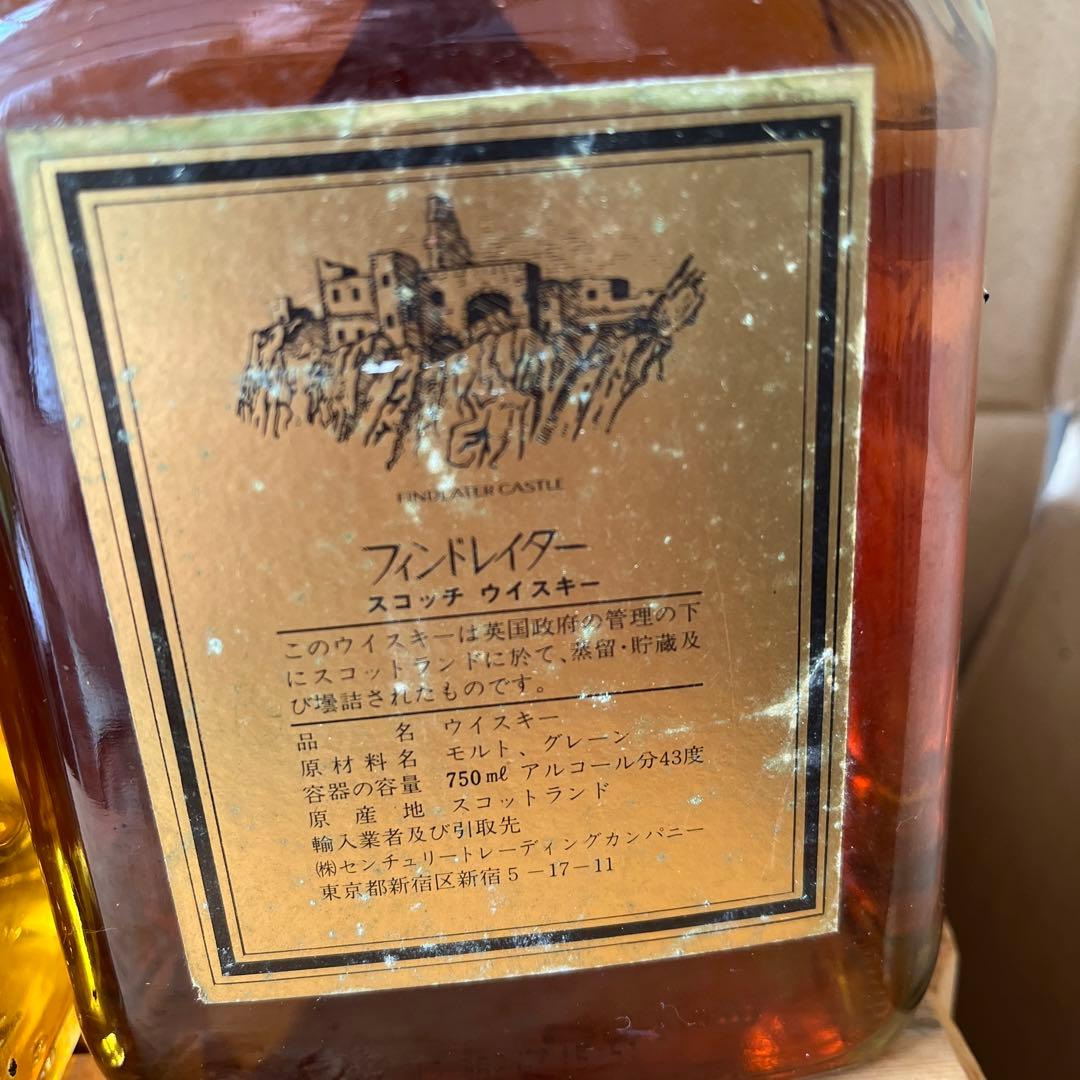 FINDLATER CASTLE
フィンドレイター
スコッチ ウイスキー
このウイスキーは英国政府の管理の下
にスコットランドに於て、蒸留・貯蔵及
び壜詰されたものです。
品名 ウイスキー
原材料名 モルト、グレーン
容器の容量 750㎖ アルコール分43度
原産地 スコットランド
輸入業者及び引取先
㈱センチュリートレーディングカンパニー
東京都新宿区新宿5-17-11